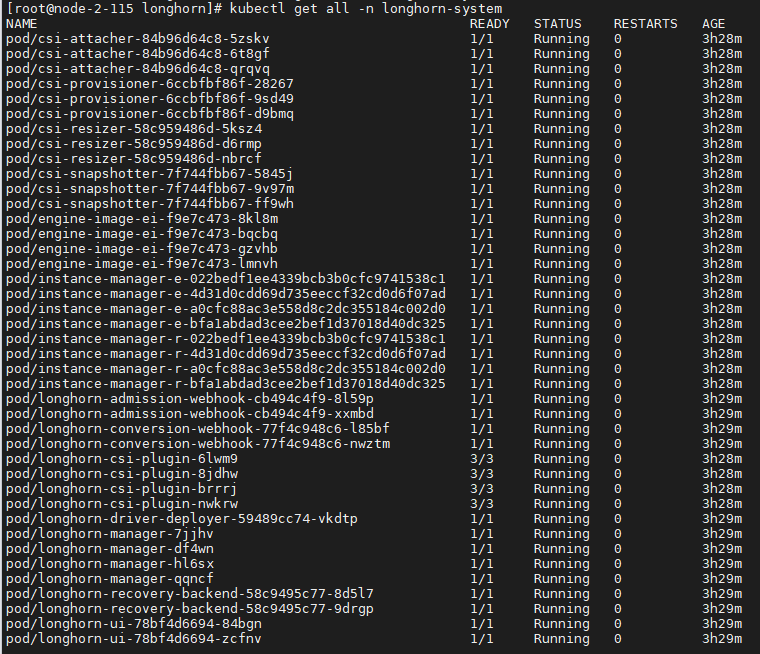 [root@node-2-115 longhorn]# kubectl get all -n longhorn-system
NAME READY STATUS RESTARTS AGE
pod/csi-attacher-84b96d64c8-5zskv 1/1 Running 0 3h28m
pod/csi-attacher-84b96d64c8-6t8gf 1/1 Running 0 3h28m
pod/csi-attacher-84b96d64c8-qrqvq 1/1 Running 0 3h28m
pod/csi-provisioner-6ccbfbf86f-28267 1/1 Running 0 3h28m
pod/csi-provisioner-6ccbfbf86f-9sd49 1/1 Running 0 3h28m
pod/csi-provisioner-6ccbfbf86f-d9bmq 1/1 Running 0 3h28m
pod/csi-resizer-58c959486d-5ksz4 1/1 Running 0 3h28m
pod/csi-resizer-58c959486d-d6rmp 1/1 Running 0 3h28m
pod/csi-resizer-58c959486d-nbrcf 1/1 Running 0 3h28m
pod/csi-snapshotter-7f744fbb67-5845j 1/1 Running 0 3h28m
pod/csi-snapshotter-7f744fbb67-9v97m 1/1 Running 0 3h28m
pod/csi-snapshotter-7f744fbb67-ff9wh 1/1 Running 0 3h28m
pod/engine-image-ei-f9e7c473-8kl8m 1/1 Running 0 3h28m
pod/engine-image-ei-f9e7c473-bqcbq 1/1 Running 0 3h28m
pod/engine-image-ei-f9e7c473-gzvhb 1/1 Running 0 3h28m
pod/engine-image-ei-f9e7c473-lmnvh 1/1 Running 0 3h28m
pod/instance-manager-e-022bedf1ee4339bcb3b0cfc9741538c1 1/1 Running 0 3h28m
pod/instance-manager-e-4d31d0cdd69d735eeccf32cd0d6f07ad 1/1 Running 0 3h28m
pod/instance-manager-e-a0cfc88ac3e558d8c2dc355184c002d0 1/1 Running 0 3h28m
pod/instance-manager-e-bfa1abdad3cee2bef1d37018d40dc325 1/1 Running 0 3h28m
pod/instance-manager-r-022bedf1ee4339bcb3b0cfc9741538c1 1/1 Running 0 3h28m
pod/instance-manager-r-4d31d0cdd69d735eeccf32cd0d6f07ad 1/1 Running 0 3h28m
pod/instance-manager-r-a0cfc88ac3e558d8c2dc355184c002d0 1/1 Running 0 3h28m
pod/instance-manager-r-bfa1abdad3cee2bef1d37018d40dc325 1/1 Running 0 3h28m
pod/longhorn-admission-webhook-cb494c4f9-8l59p 1/1 Running 0 3h29m
pod/longhorn-admission-webhook-cb494c4f9-xxmbd 1/1 Running 0 3h29m
pod/longhorn-conversion-webhook-77f4c948c6-l85bf 1/1 Running 0 3h29m
pod/longhorn-conversion-webhook-77f4c948c6-nwztm 1/1 Running 0 3h29m
pod/longhorn-csi-plugin-6lwm9 3/3 Running 0 3h28m
pod/longhorn-csi-plugin-8jdhw 3/3 Running 0 3h28m
pod/longhorn-csi-plugin-brrrj 3/3 Running 0 3h28m
pod/longhorn-csi-plugin-nwkrw 3/3 Running 0 3h28m
pod/longhorn-driver-deployer-59489cc74-vkdtp 1/1 Running 0 3h29m
pod/longhorn-manager-7jjhv 1/1 Running 0 3h29m
pod/longhorn-manager-df4wn 1/1 Running 0 3h29m
pod/longhorn-manager-hl6sx 1/1 Running 0 3h29m
pod/longhorn-manager-qqncf 1/1 Running 0 3h29m
pod/longhorn-recovery-backend-58c9495c77-8d5l7 1/1 Running 0 3h29m
pod/longhorn-recovery-backend-58c9495c77-9drgp 1/1 Running 0 3h29m
pod/longhorn-ui-78bf4d6694-84bgn 1/1 Running 0 3h29m
pod/longhorn-ui-78bf4d6694-zcfnv 1/1 Running 0 3h29m